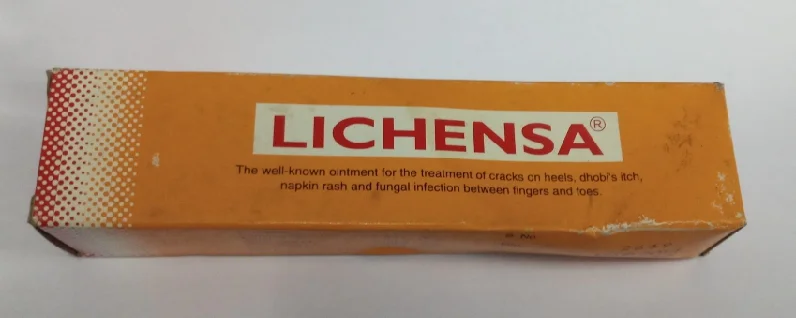 LICHENSA®
The well-known ointment for the treatment of cracks on heels, dhobi's itch,
napkin rash and fungal infection between fingers and toes.